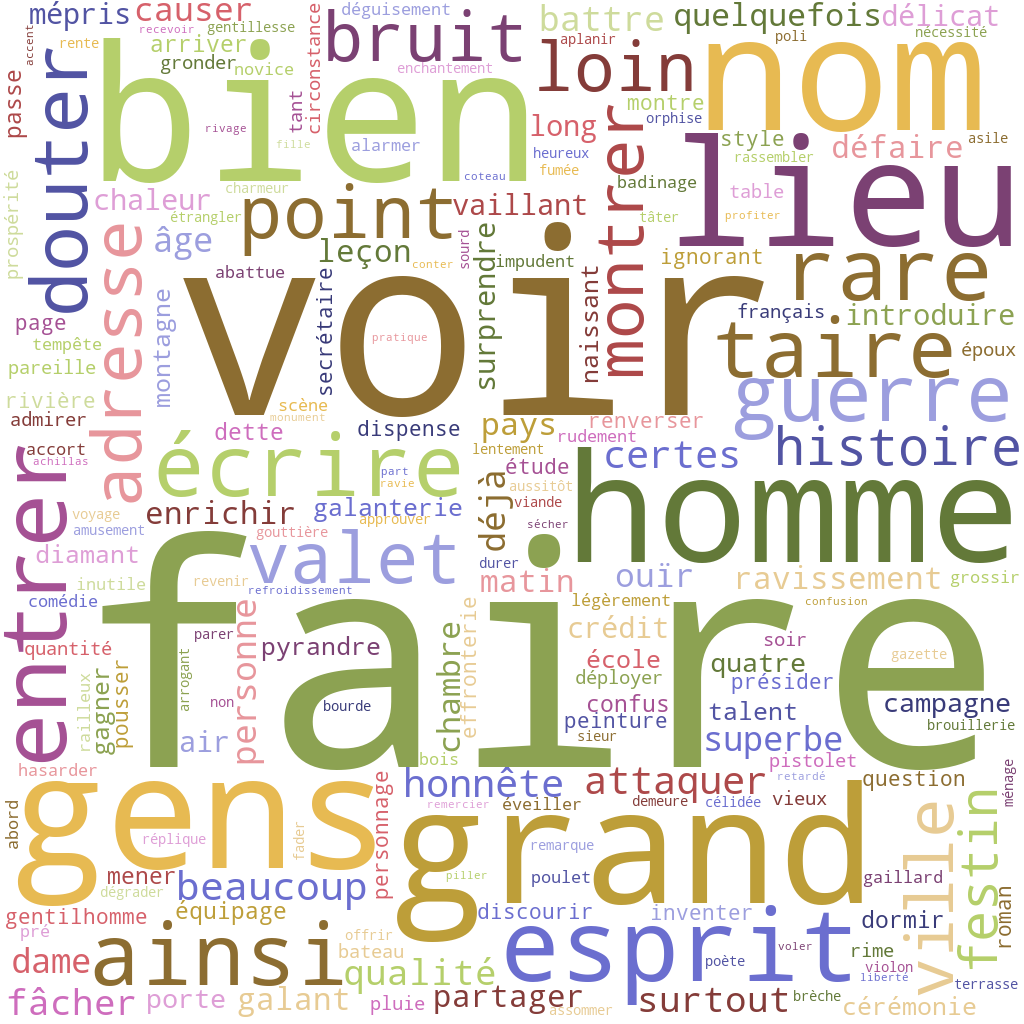 mépris
causer
recevoir
gentillesse
déguisement
bruit
battre
quelquefois
délicat
accent
rente
arriver
gronder
novice
circonstance
enchantement
aplanir
poli
nécessité
passe
douter
bien
tant
loin
nom
rivage
fille
alarmer
long
montre
orphise
style
défaire
asile
heureux
rassembler
coteau
fumée
badinage
table
lieu
prospérité
chaleur
charmeur
étrangler
point
vaillant
montrer
tâter
profiter
adresse
âge
leçon
conter
sourd
surprendre
impudent
ignorant
rare
abattue
secrétaire
voir
naissant
page
montagne
pratique
français
introduire
tempête
taire
époux
pareille
rivière
scène
monument
guerre
admirer
dette
dispense
pays
renverser
rudement
accort
achillas
écrire
part
ravie
lentement
étude
certes
histoire
entrer
aussitôt
déjà
homme
voyage
amusement
enrichir
galanterie
approuver
viande
sécher
gouttière
diamant
valet
durer
matin
ouïr
ravissement
grossir
inutile
revenir
refroidissement
comédie
faire
légèrement
confusion
personne
effronterie
quantité
parer
pyrandre
chambre
crédit
soir
gazette
railleux
gagner
pousser
arrogant
école
quatre
déployer
présider
non
bourde
confus
campagne
peinture
talent
brouillerie
air
sieur
superbe
hasarder
bois
pistolet
gens
honnête
attaquer
retardé
question
ménage
abord
personnage
remercier
éveiller
demeure
célidée
vieux
grand
ville
festin
réplique
fader
remarque
mener
dégrader
beaucoup
piller
poulet
gaillard
gentilhomme
équipage
discourir
inventer
dormir
roman
pré
ainsi
offrir
bateau
esprit
voler
rime
dame
qualité
poète
violon
liberté
terrasse
fâcher
porte
galant
pluie
partager
assommer
surtout
brèche
cérémonie